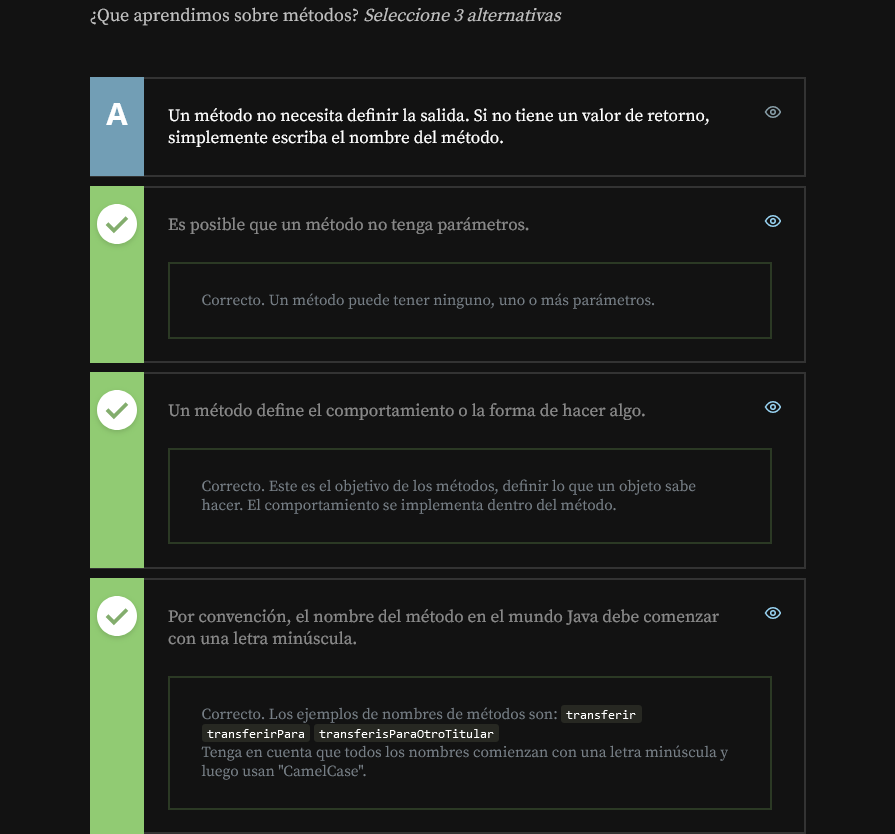 ¿Que aprendimos sobre métodos? Seleccione 3 alternativas
A
Un método no necesita definir la salida. Si no tiene un valor de retorno,
simplemente escriba el nombre del método.
Es posible que un método no tenga parámetros.
Correcto. Un método puede tener ninguno, uno o más parámetros.
Un método define el comportamiento o la forma de hacer algo.
Correcto. Este es el objetivo de los métodos, definir lo que un objeto sabe
hacer. El comportamiento se implementa dentro del método.
Por convención, el nombre del método en el mundo Java debe comenzar
con una letra minúscula.
Correcto. Los ejemplos de nombres de métodos son: transferir
transferirPara transferisParaOtroTitular
Tenga en cuenta que todos los nombres comienzan con una letra minúscula y
luego usan "CamelCase".